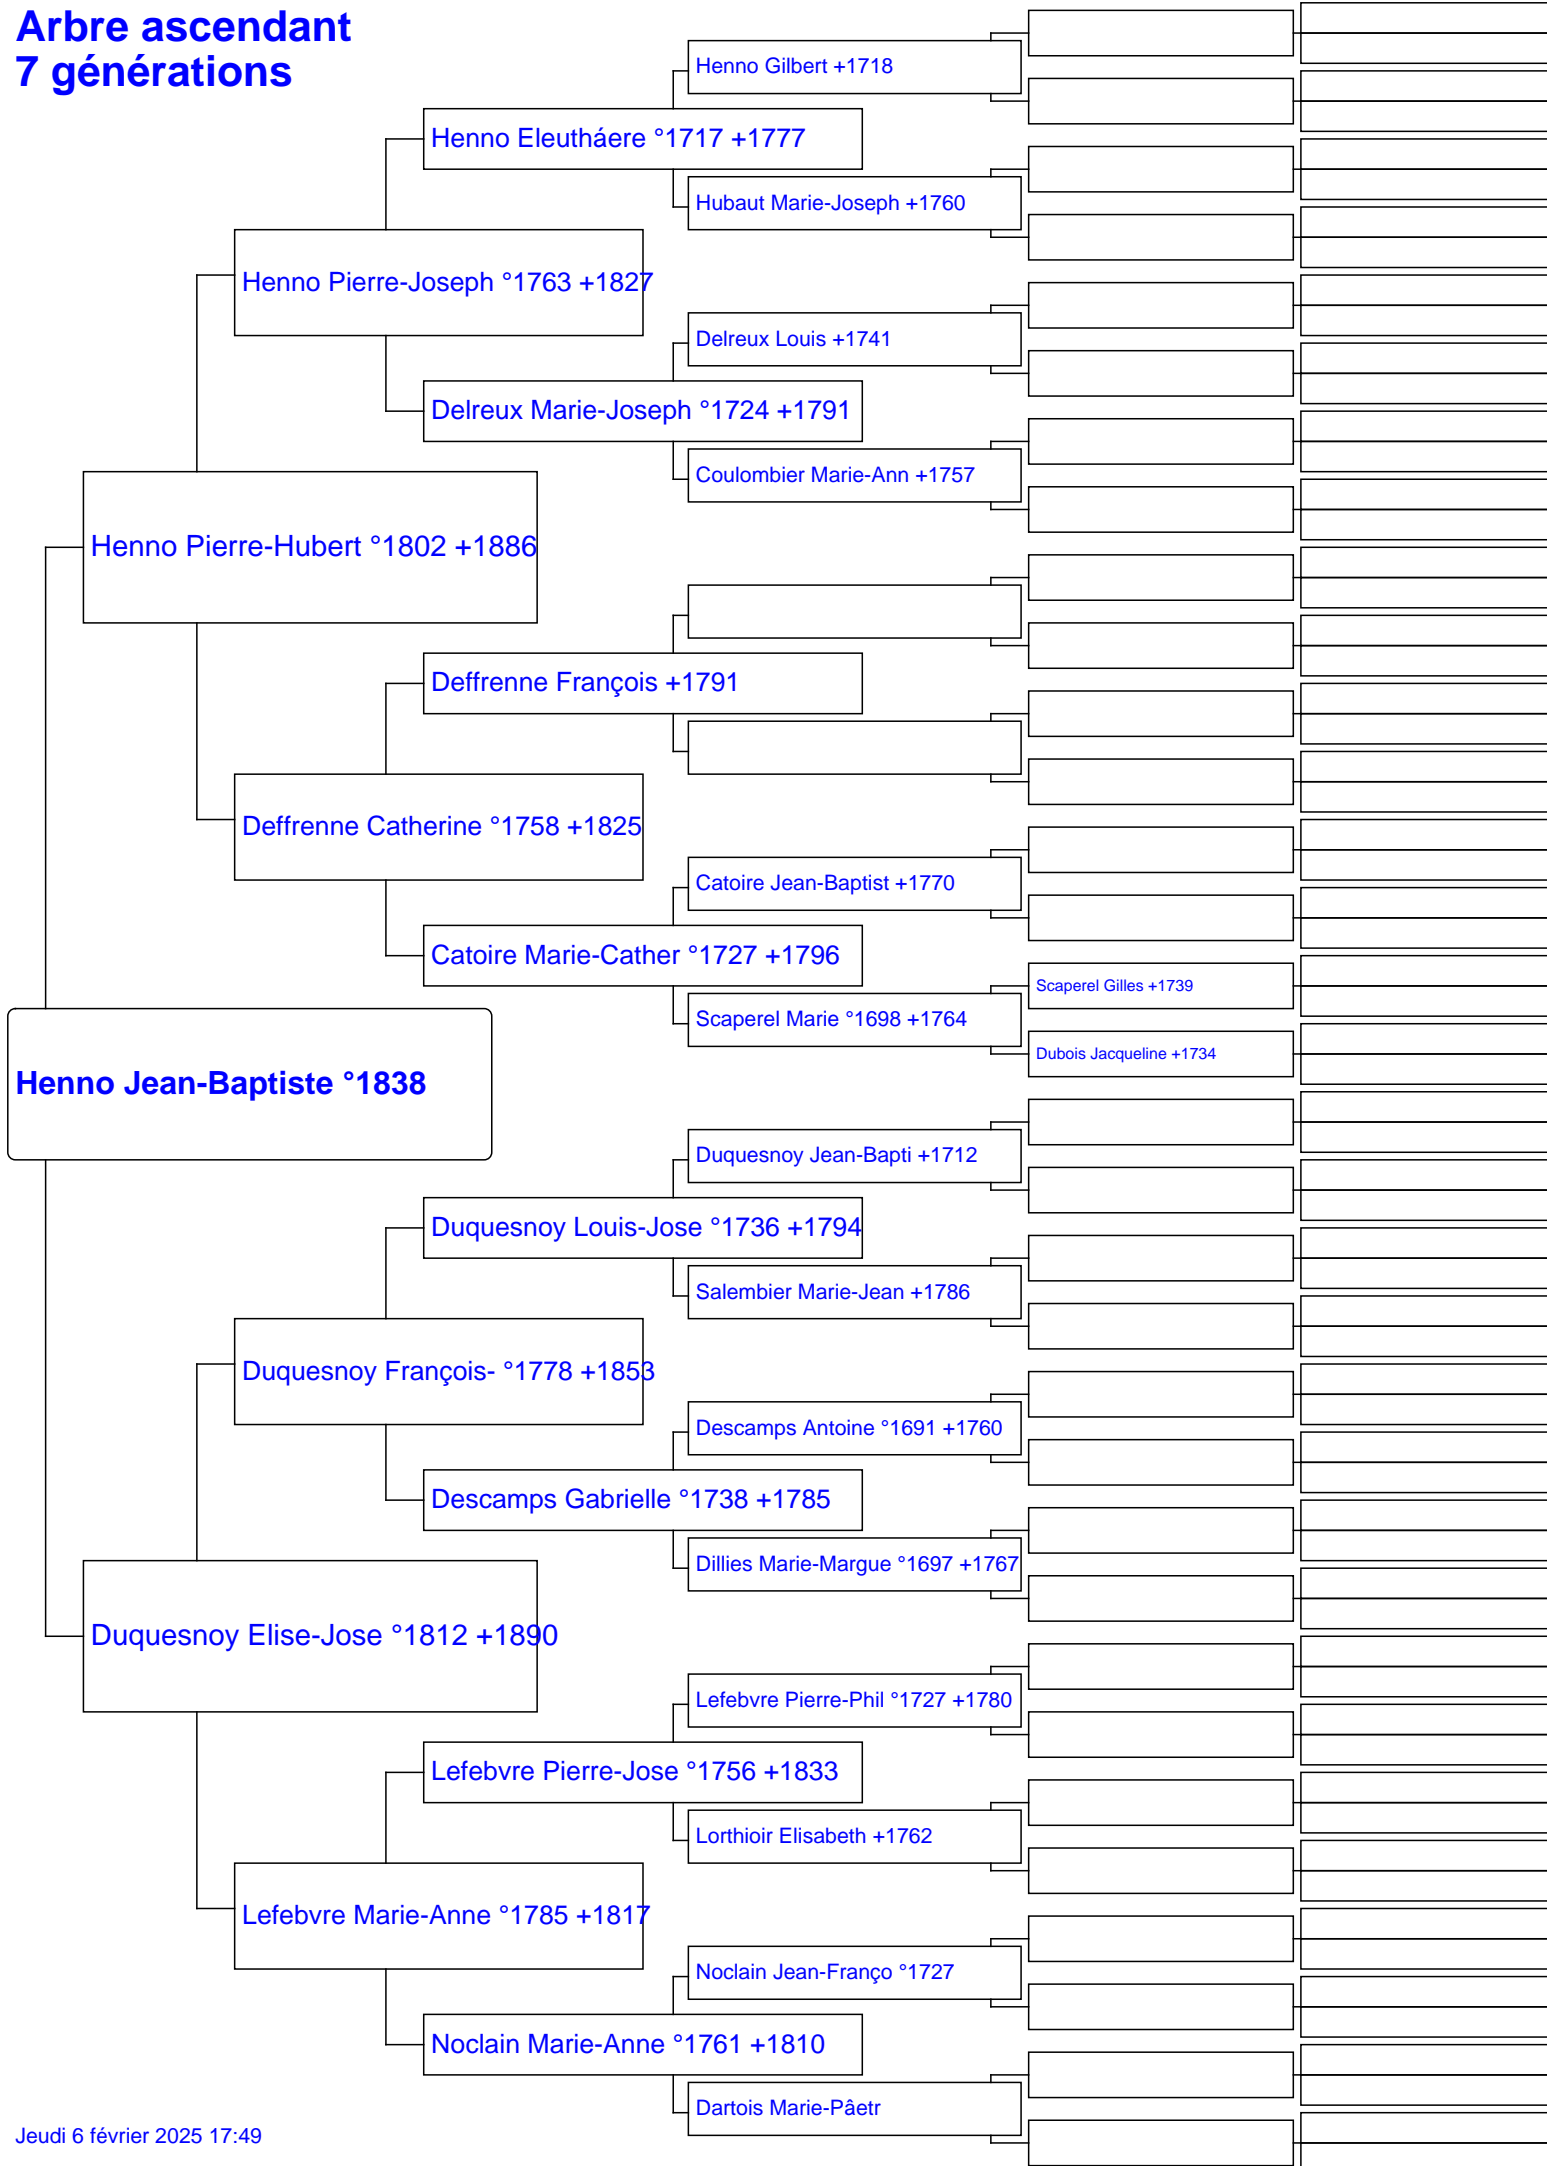 Arbre ascendant
7 générations
Henno Gilbert +1718
Henno Eleutháere °1717 +1777
Hubaut Marie-Joseph +1760
Henno Pierre-Joseph °1763 +1827
Delreux Louis +1741
Delreux Marie-Joseph °1724 +1791
Coulombier Marie-Ann +1757
Henno Pierre-Hubert °1802 +1886
Deffrenne François +1791
Deffrenne Catherine °1758 +1825
Catoire Jean-Baptist +1770
Catoire Marie-Cather °1727 +1796
Scaperel Gilles +1739
Scaperel Marie °1698 +1764
Dubois Jacqueline +1734
Henno Jean-Baptiste °1838
Duquesnoy Jean-Bapti +1712
Duquesnoy Louis-Jose °1736 +1794
Salembier Marie-Jean +1786
Duquesnoy François- °1778 +1853
Descamps Antoine °1691 +1760
Descamps Gabrielle °1738 +1785
Dillies Marie-Margue °1697 +1767
Duquesnoy Elise-Jose °1812 +1890
Lefebvre Pierre-Phil °1727 +1780
Lefebvre Pierre-Jose °1756 +1833
Lorthioir Elisabeth +1762
Lefebvre Marie-Anne °1785 +1817
Noclain Jean-Franço °1727
Noclain Marie-Anne °1761 +1810
Dartois Marie-Pâetr
Jeudi 6 février 2025 17:49